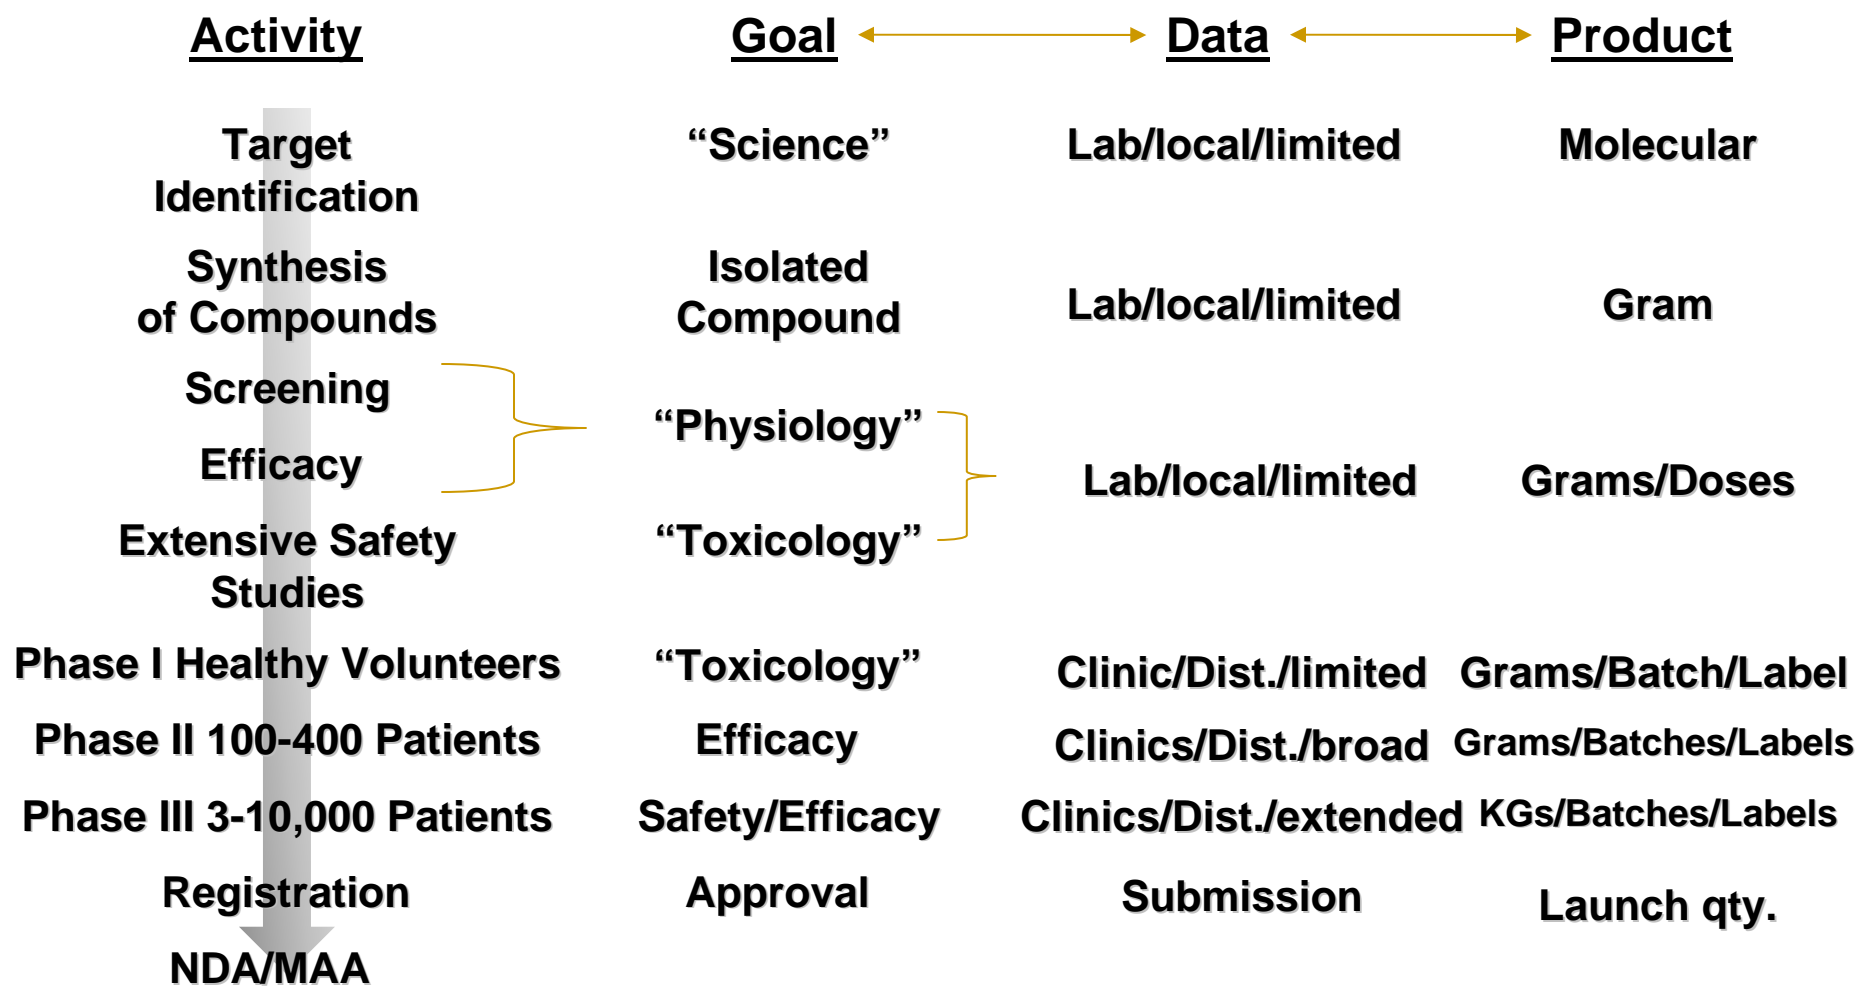 Activity Goal Data Product
Target
Identification
“Science” Lab/local/limited Molecular
Synthesis
of Compounds
Isolated
Compound
Lab/local/limited Gram
Screening
Efficacy
“Physiology”
Lab/local/limited Grams/Doses
Extensive Safety
Studies
“Toxicology”
Phase I Healthy Volunteers “Toxicology” Clinic/Dist./limited Grams/Batch/Label
Phase II 100-400 Patients Efficacy Clinics/Dist./broad Grams/Batches/Labels
Phase III 3-10,000 Patients Safety/Efficacy Clinics/Dist./extended KGs/Batches/Labels
Registration Approval Submission Launch qty.
NDA/MAA